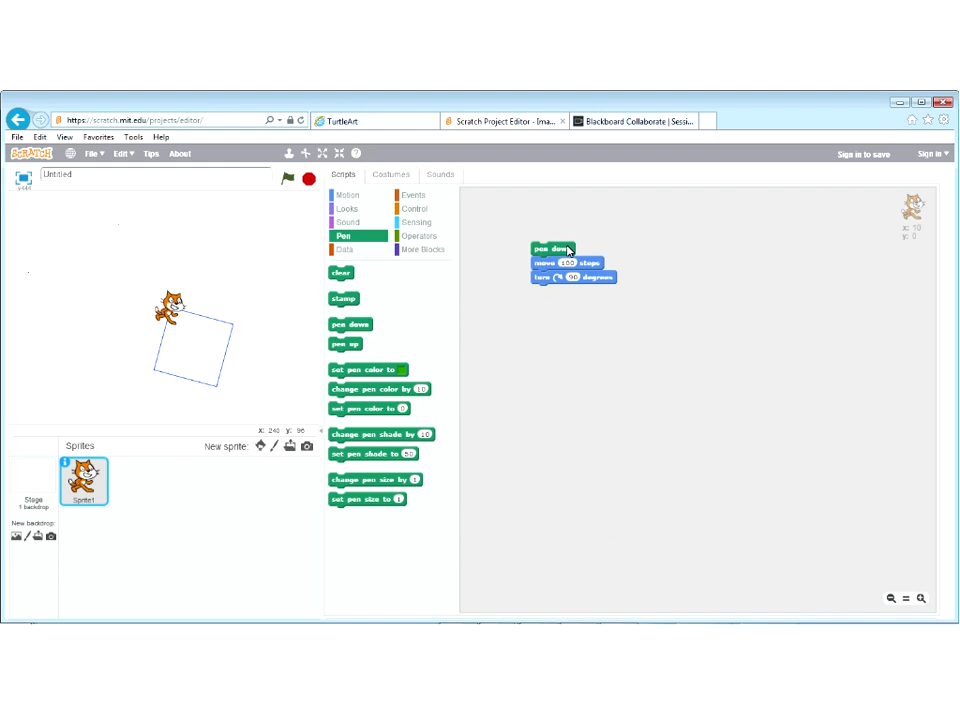 https://scratch.mit.edu/projects/editor/
TurtleArt
Scratch Project Editor - Ima...
Blackboard Collaborate | Sessi...
File Edit View Favorites Tools Help
SCRATCH File Edit Tips About
Sign in to save Sign in
Untitled
v444
Scripts Costumes Sounds
Motion Events
Looks Control
Sound Sensing
Pen Operators
Data More Blocks
clear
stamp
pen down
pen up
set pen color to
change pen color by 10
set pen color to 0
change pen shade by 10
set pen shade to 50
change pen size by 1
set pen size to 1
pen down
move 100 steps
turn 90 degrees
x: 10
y: 0
x: 240 y: 96
Sprites New sprite:
Sprite1
Stage
1 backdrop
New backdrop: